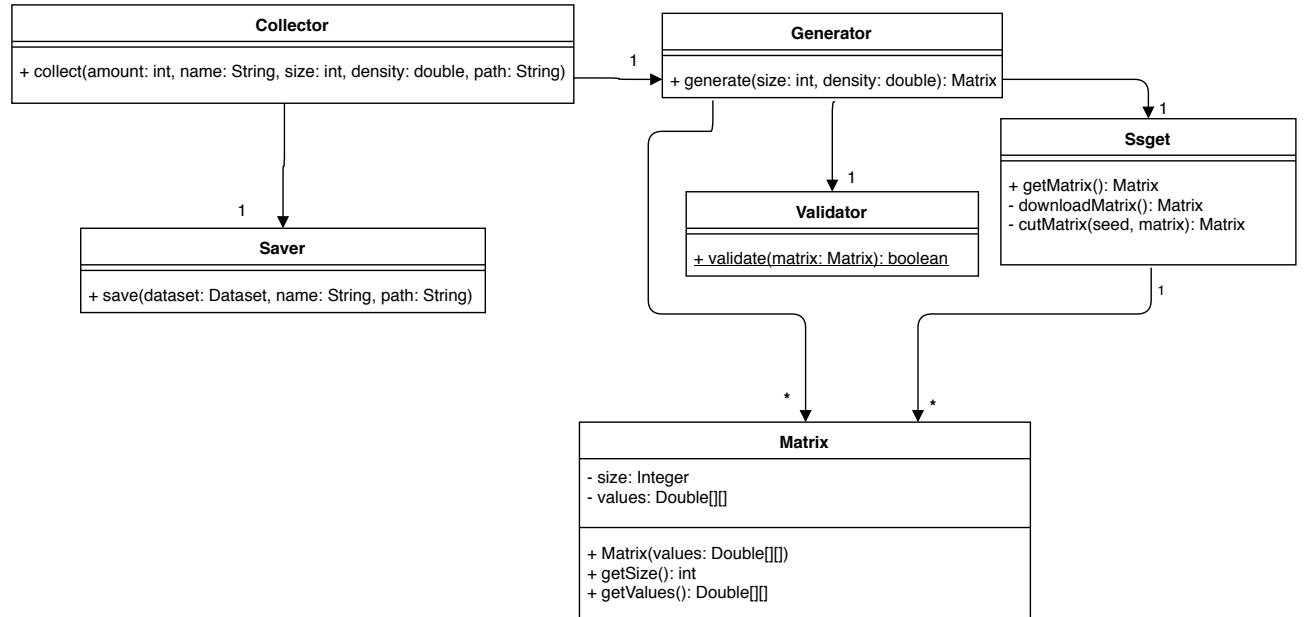 Collector
+ collect(amount: int, name: String, size: int, density: double, path: String)
1
Generator
+ generate(size: int, density: double): Matrix
1
Ssget
+ getMatrix(): Matrix
- downloadMatrix(): Matrix
- cutMatrix(seed, matrix): Matrix
1
Validator
+ validate(matrix: Matrix): boolean
1
Saver
+ save(dataset: Dataset, name: String, path: String)
1
*
*
Matrix
- size: Integer
- values: Double[][]
+ Matrix(values: Double[][])
+ getSize(): int
+ getValues(): Double[][]